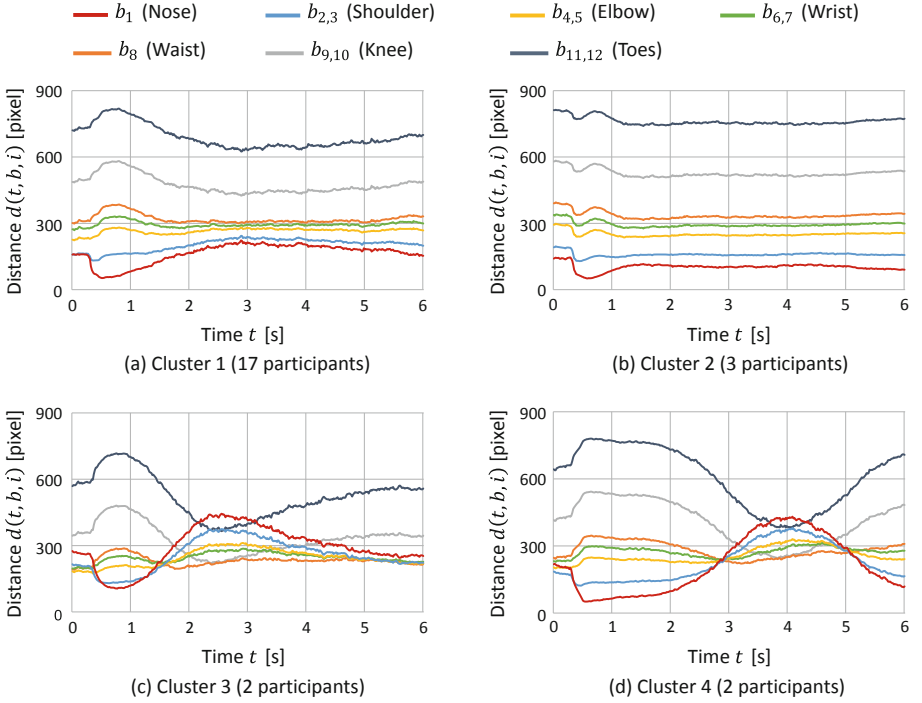 b₁ (Nose) b₂,₃ (Shoulder) b₄,₅ (Elbow) b₆,₇ (Wrist)
b₈ (Waist) b₉,₁₀ (Knee) b₁₁,₁₂ (Toes)
Distance d(t, b, i) [pixel]
900
600
300
0
0 1 2 3 4 5 6
Time t [s]
(a) Cluster 1 (17 participants)
Distance d(t, b, i) [pixel]
900
600
300
0
0 1 2 3 4 5 6
Time t [s]
(b) Cluster 2 (3 participants)
Distance d(t, b, i) [pixel]
900
600
300
0
0 1 2 3 4 5 6
Time t [s]
(c) Cluster 3 (2 participants)
Distance d(t, b, i) [pixel]
900
600
300
0
0 1 2 3 4 5 6
Time t [s]
(d) Cluster 4 (2 participants)